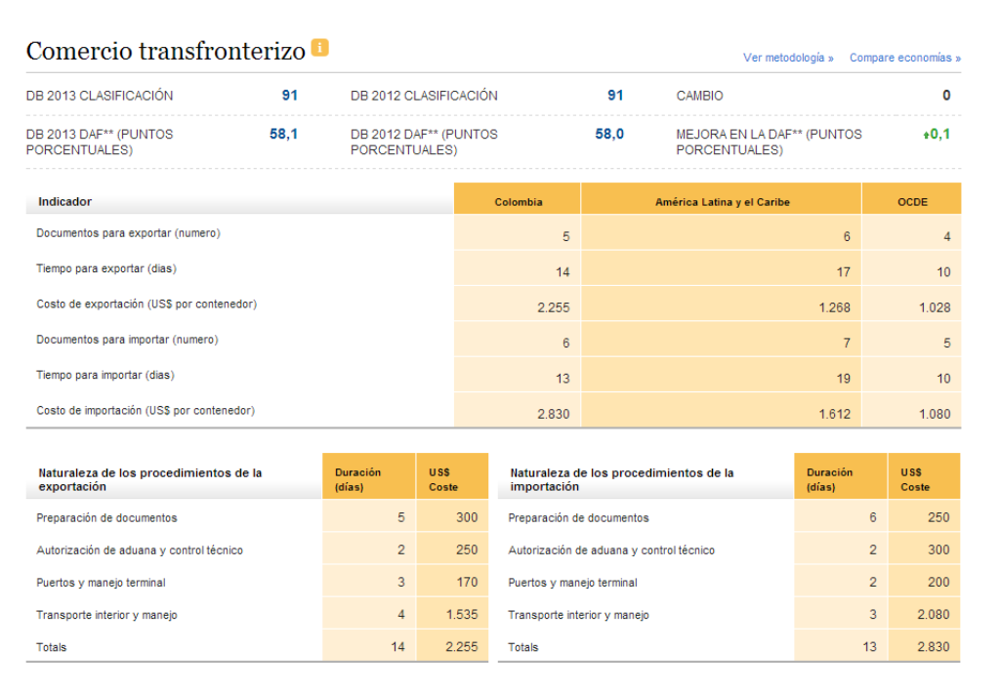 Comercio transfronterizo i
Ver metodología » Compare economías »
DB 2013 CLASIFICACIÓN 91 DB 2012 CLASIFICACIÓN 91 CAMBIO 0
DB 2013 DAF** (PUNTOS PORCENTUALES) 58,1 DB 2012 DAF** (PUNTOS PORCENTUALES) 58,0 MEJORA EN LA DAF** (PUNTOS PORCENTUALES) +0,1
Indicador Colombia América Latina y el Caribe OCDE
Documentos para exportar (numero) 5 6 4
Tiempo para exportar (dias) 14 17 10
Costo de exportación (US$ por contenedor) 2.255 1.268 1.028
Documentos para importar (numero) 6 7 5
Tiempo para importar (dias) 13 19 10
Costo de importación (US$ por contenedor) 2.830 1.612 1.080
Naturaleza de los procedimientos de la exportación Duración (días) US$ Coste
Preparación de documentos 5 300
Autorización de aduana y control técnico 2 250
Puertos y manejo terminal 3 170
Transporte interior y manejo 4 1.535
Totals 14 2.255
Naturaleza de los procedimientos de la importación Duración (días) US$ Coste
Preparación de documentos 6 250
Autorización de aduana y control técnico 2 300
Puertos y manejo terminal 2 200
Transporte interior y manejo 3 2.080
Totals 13 2.830